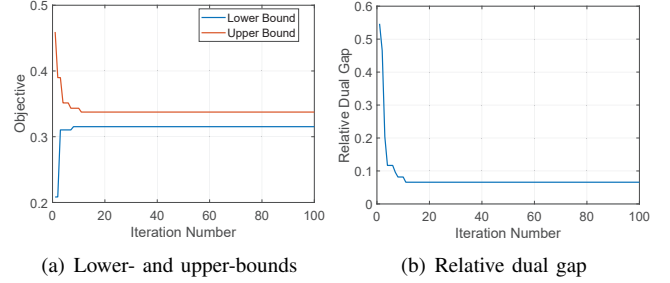 0.5
0.4
0.3
0.2
Objective
Lower Bound
Upper Bound
0 20 40 60 80 100
Iteration Number
(a) Lower- and upper-bounds
0.6
0.5
0.4
0.3
0.2
0.1
0
Relative Dual Gap
0 20 40 60 80 100
Iteration Number
(b) Relative dual gap